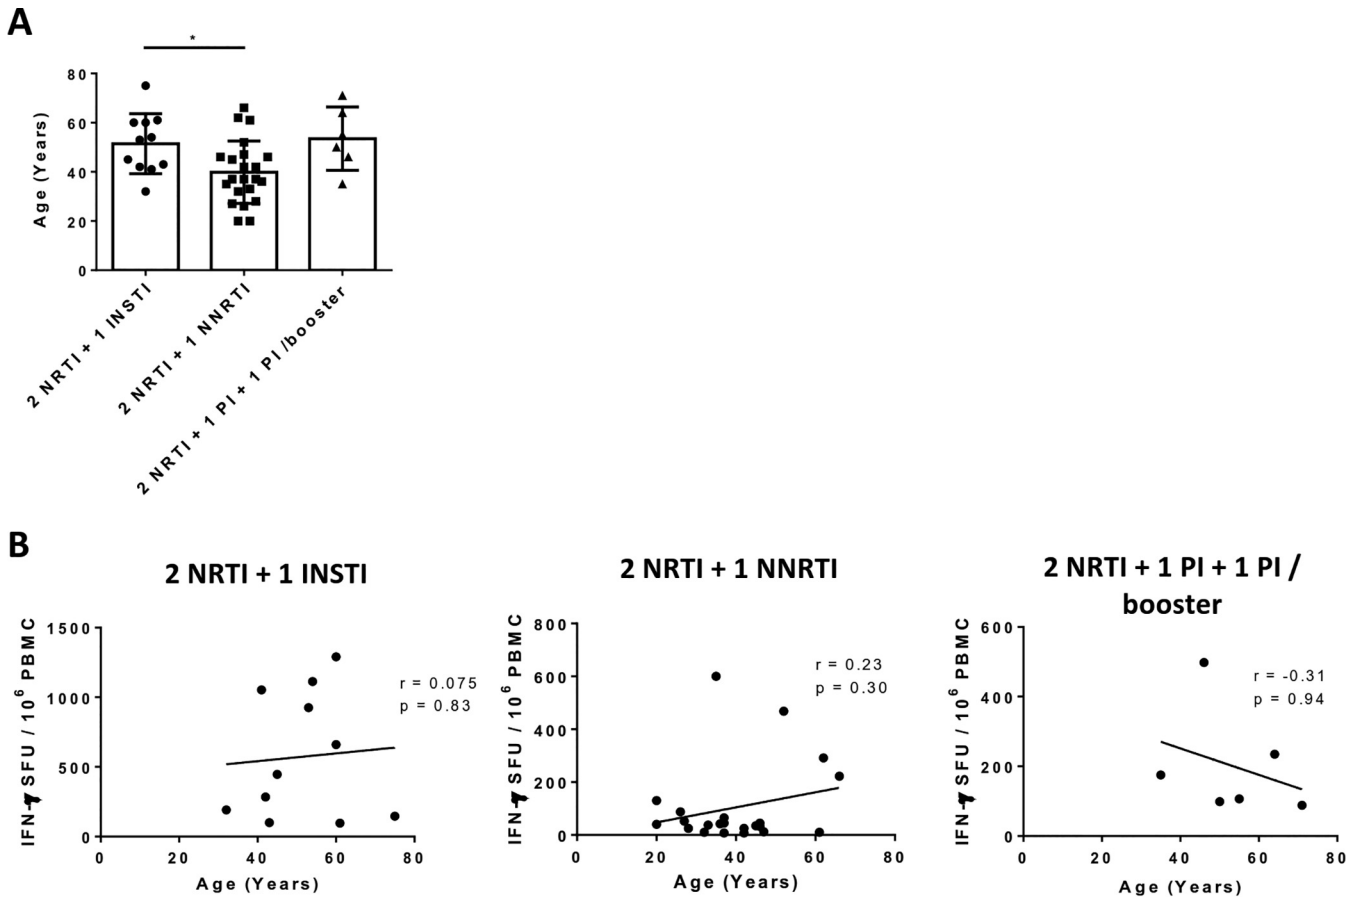 A
*
80
60
40
20
0
Age (Years)
2 NRTI + 1 INSTI
2 NRTI + 1 NNRTI
2 NRTI + 1 PI + 1 PI /booster
B
2 NRTI + 1 INSTI
IFN-γ SFU / 10⁶ PBMC
1500
1000
500
0
r = 0.075
p = 0.83
0 20 40 60 80
Age (Years)
2 NRTI + 1 NNRTI
IFN-γ SFU / 10⁶ PBMC
800
600
400
200
0
r = 0.23
p = 0.30
0 20 40 60 80
Age (Years)
2 NRTI + 1 PI + 1 PI /
booster
IFN-γ SFU / 10⁶ PBMC
600
400
200
0
r = -0.31
p = 0.94
0 20 40 60 80
Age (Years)